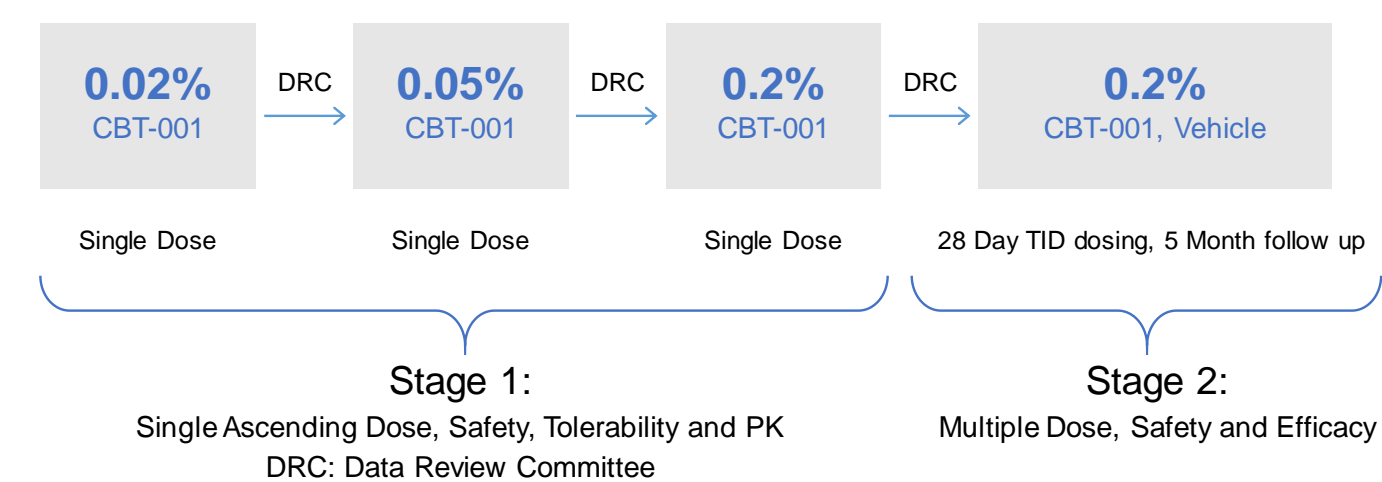 0.02%
CBT-001
DRC
0.05%
CBT-001
DRC
0.2%
CBT-001
DRC
0.2%
CBT-001, Vehicle
Single Dose
Single Dose
Single Dose
28 Day TID dosing, 5 Month follow up
Stage 1:
Single Ascending Dose, Safety, Tolerability and PK
DRC: Data Review Committee
Stage 2:
Multiple Dose, Safety and Efficacy